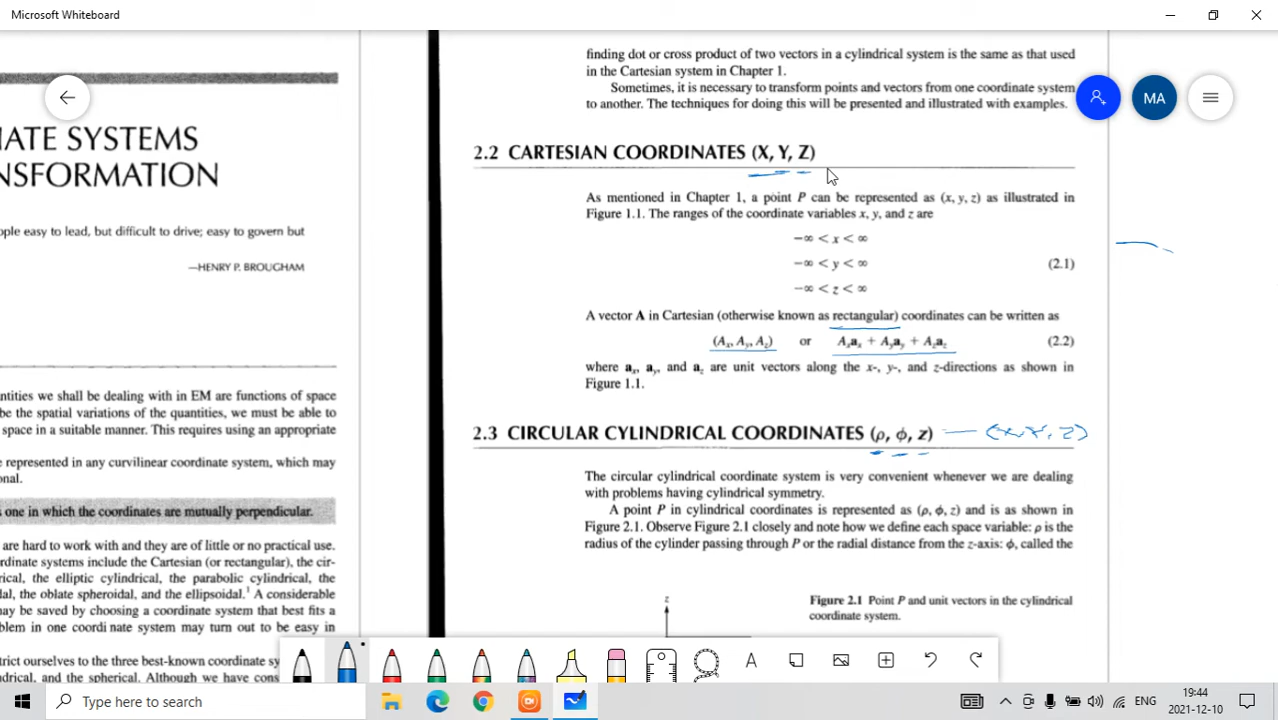 Microsoft Whiteboard
finding dot or cross product of two vectors in a cylindrical system is the same as that used
in the Cartesian system in Chapter 1.
Sometimes, it is necessary to transform points and vectors from one coordinate system
to another. The techniques for doing this will be presented and illustrated with examples.
MA
ATE SYSTEMS
NSFORMATION
ople easy to lead, but difficult to drive; easy to govern but
—HENRY P. BROUGHAM
2.2 CARTESIAN COORDINATES (X, Y, Z)
As mentioned in Chapter 1, a point P can be represented as (x, y, z) as illustrated in
Figure 1.1. The ranges of the coordinate variables x, y, and z are
−∞ < x < ∞
−∞ < y < ∞ (2.1)
−∞ < z < ∞
A vector A in Cartesian (otherwise known as rectangular) coordinates can be written as
(Aₓ, Aᵧ, A_z) or Aₓaₓ + Aᵧaᵧ + A_za_z (2.2)
where aₓ, aᵧ, and a_z are unit vectors along the x-, y-, and z-directions as shown in
Figure 1.1.
2.3 CIRCULAR CYLINDRICAL COORDINATES (ρ, ϕ, z) — (x, y, z)
The circular cylindrical coordinate system is very convenient whenever we are dealing
with problems having cylindrical symmetry.
A point P in cylindrical coordinates is represented as (ρ, ϕ, z) and is as shown in
Figure 2.1. Observe Figure 2.1 closely and note how we define each space variable: ρ is the
radius of the cylinder passing through P or the radial distance from the z-axis: ϕ, called the
z
Figure 2.1 Point P and unit vectors in the cylindrical
coordinate system.
ntities we shall be dealing with in EM are functions of space
be the spatial variations of the quantities, we must be able to
space in a suitable manner. This requires using an appropriate
represented in any curvilinear coordinate system, which may
onal.
s one in which the coordinates are mutually perpendicular.
are hard to work with and they are of little or no practical use.
rdinate systems include the Cartesian (or rectangular), the cir-
rical, the elliptic cylindrical, the parabolic cylindrical, the
dal, the oblate spheroidal, and the ellipsoidal.¹ A considerable
may be saved by choosing a coordinate system that best fits a
blem in one coordi nate system may turn out to be easy in
trict ourselves to the three best-known coordinate sy
ndrical, and the spherical. Although we have cons
A
Type here to search
ENG
19:44
2021-12-10